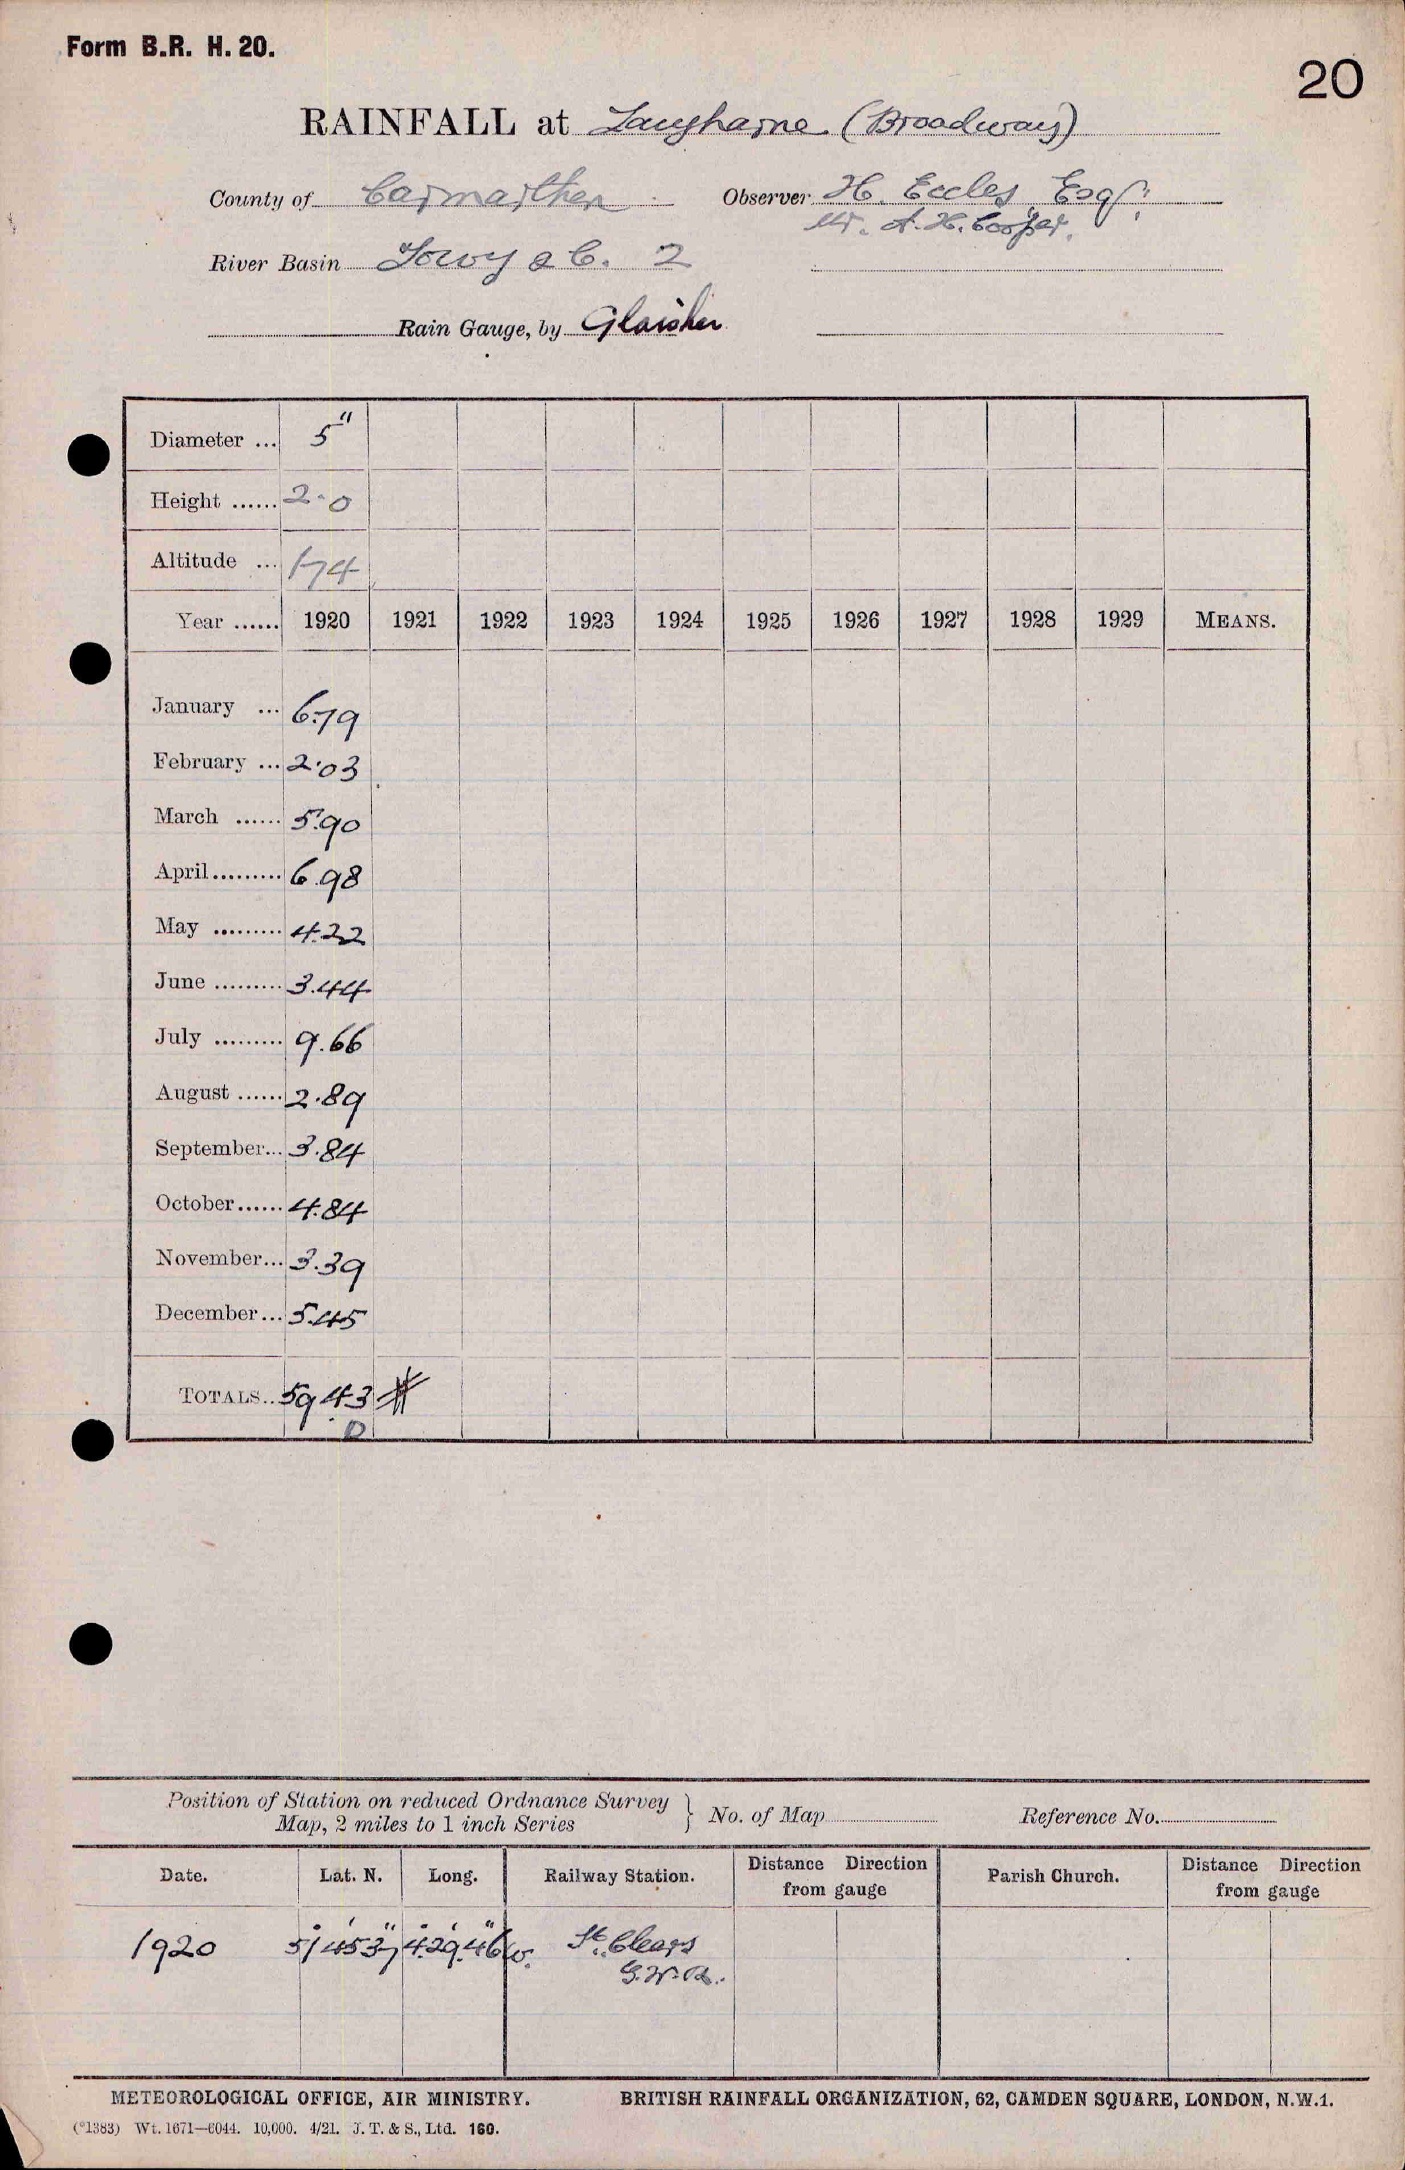 Form B.R. H. 20.
20
RAINFALL at Laugharne (Broadway)
County of Carmarthen Observer H. Eccles, Esqr.
Mr. A. H. Cooper.
River Basin Towy & C. 2
Rain Gauge, by Glaisher
Diameter ... 5"
Height ...... 2.0
Altitude ... 174
Year ...... 1920 1921 1922 1923 1924 1925 1926 1927 1928 1929 MEANS.
January ... 6.79
February ... 2.03
March ...... 5.90
April ......... 6.98
May ......... 4.22
June ......... 3.44
July ......... 9.66
August ...... 2.89
September... 3.84
October...... 4.84
November... 3.39
December... 5.45
TOTALS.. 59.43 #
D
Position of Station on reduced Ordnance Survey
Map, 2 miles to 1 inch Series } No. of Map Reference No.
Date. Lat. N. Long. Railway Station. Distance Direction from gauge Parish Church. Distance Direction from gauge
1920 51° 45' 37" 4° 29' 46" W. St. Clears
G.W.R.
METEOROLOGICAL OFFICE, AIR MINISTRY. BRITISH RAINFALL ORGANIZATION, 62, CAMDEN SQUARE, LONDON, N.W.1.
(*1383) Wt. 1671—6044. 10,000. 4/21. J. T. & S., Ltd. 160.